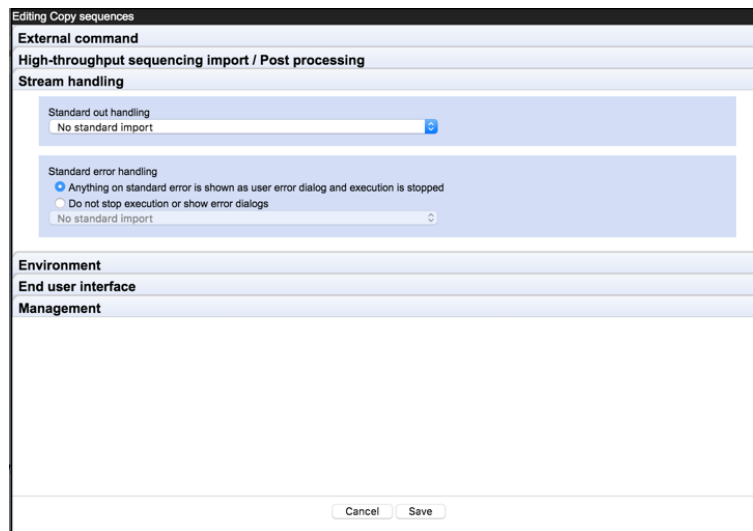 Editing Copy sequences
External command
High-throughput sequencing import / Post processing
Stream handling
Standard out handling
No standard import
Standard error handling
Anything on standard error is shown as user error dialog and execution is stopped
Do not stop execution or show error dialogs
No standard import
Environment
End user interface
Management
Cancel Save